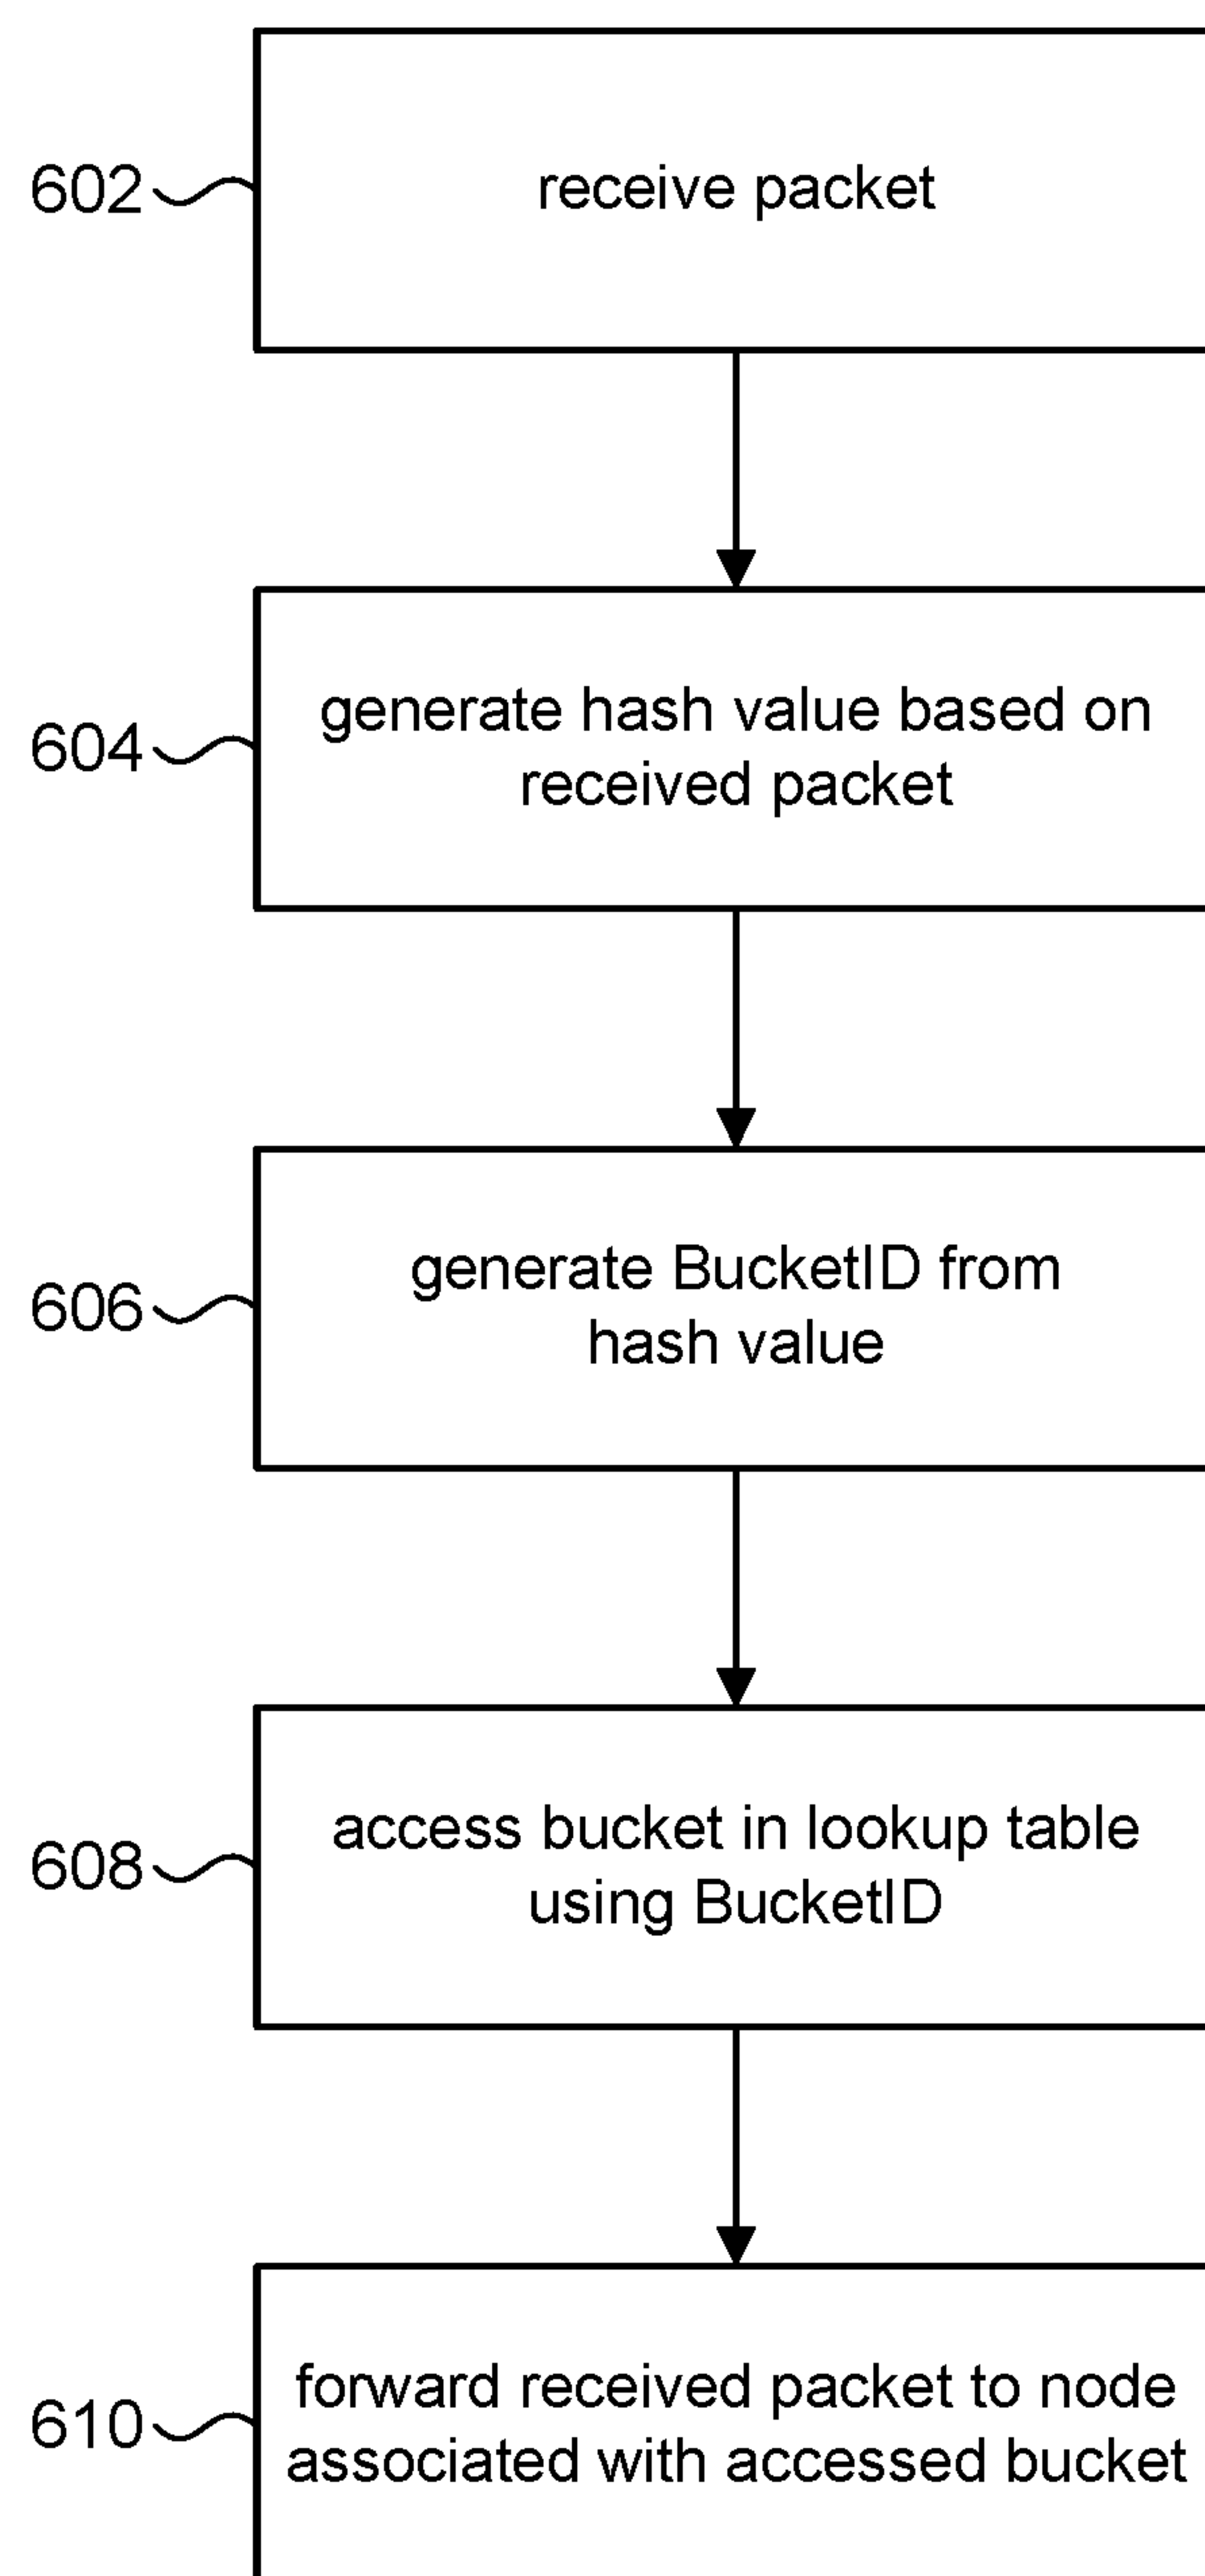 602
receive packet
604
generate hash value based on
received packet
606
generate BucketID from
hash value
608
access bucket in lookup table
using BucketID
610
forward received packet to node
associated with accessed bucket